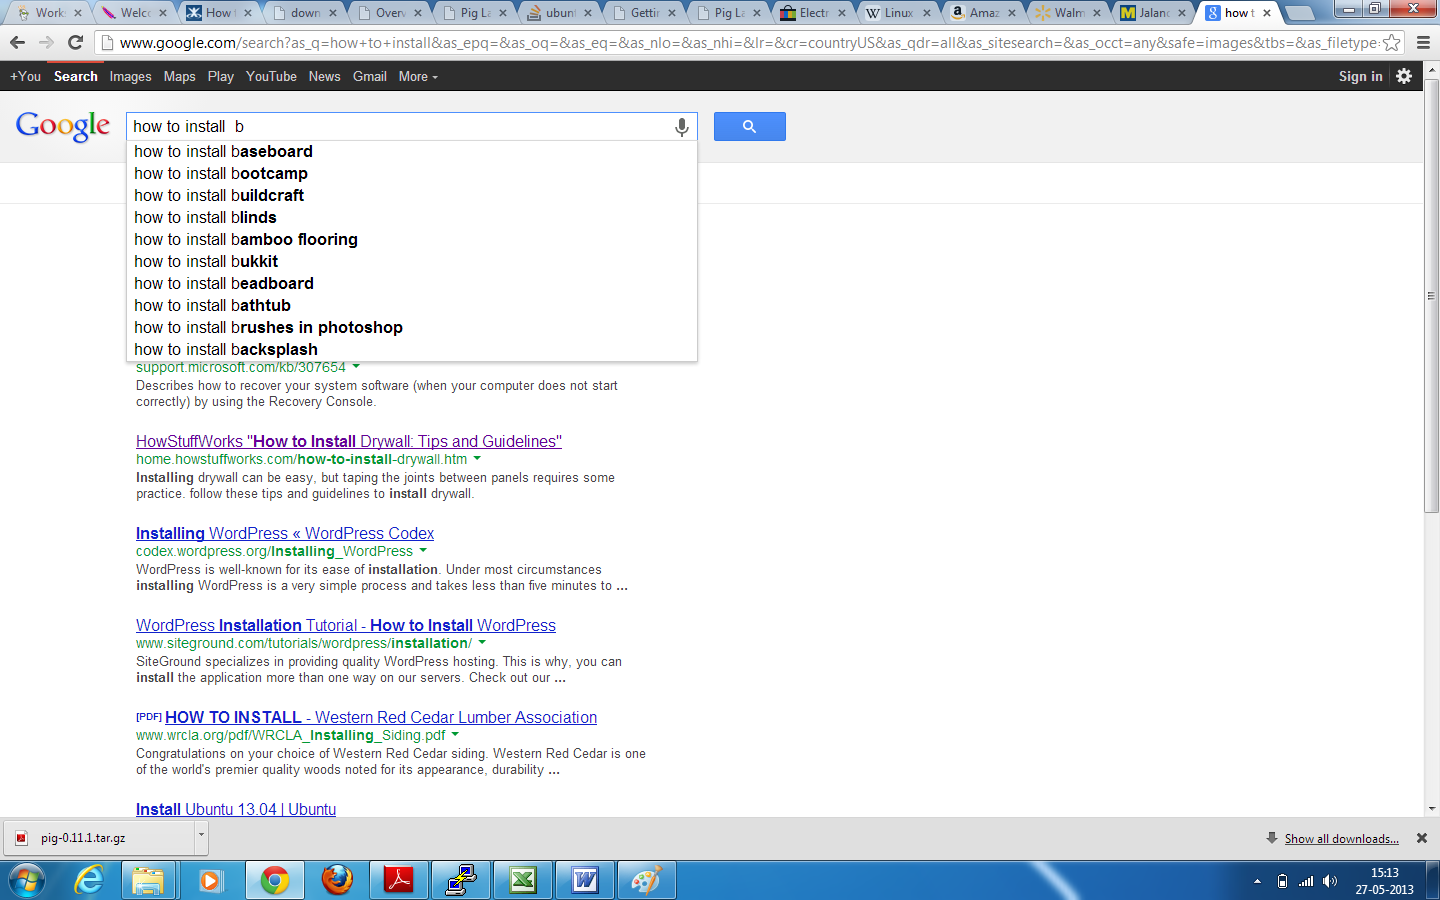 Works
Welco
How t
down
Overv
Pig La
ubunt
Gettin
Pig La
Electr
Linux
Amaz
Walm
Jalanc
how t
www.google.com/search?as_q=how+to+install&as_epq=&as_oq=&as_eq=&as_nlo=&as_nhi=&lr=&cr=countryUS&as_qdr=all&as_sitesearch=&as_occt=any&safe=images&tbs=&as_filetype:
+You Search Images Maps Play YouTube News Gmail More Sign in
Google
how to install  b
how to install baseboard
how to install bootcamp
how to install buildcraft
how to install blinds
how to install bamboo flooring
how to install bukkit
how to install beadboard
how to install bathtub
how to install brushes in photoshop
how to install backsplash
support.microsoft.com/kb/307654
Describes how to recover your system software (when your computer does not start
correctly) by using the Recovery Console.
HowStuffWorks "How to Install Drywall: Tips and Guidelines"
home.howstuffworks.com/how-to-install-drywall.htm
Installing drywall can be easy, but taping the joints between panels requires some
practice. follow these tips and guidelines to install drywall.
Installing WordPress « WordPress Codex
codex.wordpress.org/Installing_WordPress
WordPress is well-known for its ease of installation. Under most circumstances
installing WordPress is a very simple process and takes less than five minutes to ...
WordPress Installation Tutorial - How to Install WordPress
www.siteground.com/tutorials/wordpress/installation/
SiteGround specializes in providing quality WordPress hosting. This is why, you can
install the application more than one way on our servers. Check out our ...
[PDF] HOW TO INSTALL - Western Red Cedar Lumber Association
www.wrcla.org/pdf/WRCLA_Installing_Siding.pdf
Congratulations on your choice of Western Red Cedar siding. Western Red Cedar is one
of the world's premier quality woods noted for its appearance, durability ...
Install Ubuntu 13.04 | Ubuntu
pig-0.11.1.tar.gz
Show all downloads...
15:13
27-05-2013